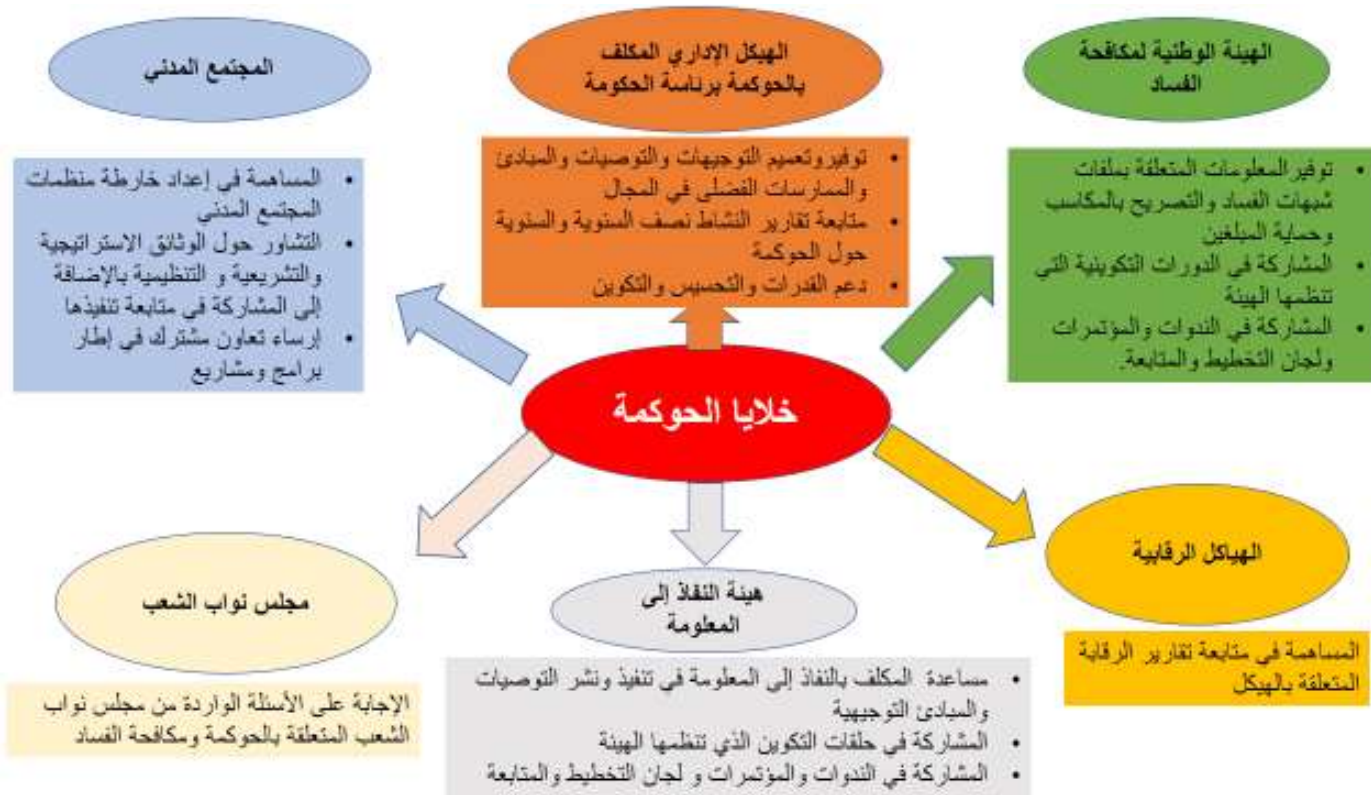 الهيئة الوطنية لمكافحة
الفساد
• توفير المعلومات المتعلقة بملفات
شبهات الفساد والتصريح بالمكاسب
وحماية المبلغين
• المشاركة في الدورات التكوينية التي
تنظمها الهيئة
• المشاركة في الندوات والمؤتمرات
ولجان التخطيط والمتابعة.
الهيكل الإداري المكلف
بالحوكمة برئاسة الحكومة
• توفير وتعميم التوجيهات والتوصيات والمبادئ
والممارسات الفضلى في المجال
• متابعة تقارير النشاط نصف السنوية والسنوية
حول الحوكمة
• دعم القدرات والتحسيس والتكوين
المجتمع المدني
• المساهمة في إعداد خارطة منظمات
المجتمع المدني
• التشاور حول الوثائق الاستراتيجية
والتشريعية و التنظيمية بالإضافة
إلى المشاركة في متابعة تنفيذها
• إرساء تعاون مشترك في إطار
برامج ومشاريع
خلايا الحوكمة
الهياكل الرقابية
المساهمة في متابعة تقارير الرقابة
المتعلقة بالهيكل
هيئة النفاذ إلى
المعلومة
• مساعدة المكلف بالنفاذ إلى المعلومة في تنفيذ ونشر التوصيات
والمبادئ التوجيهية
• المشاركة في حلقات التكوين الذي تنظمها الهيئة
• المشاركة في الندوات والمؤتمرات و لجان التخطيط والمتابعة
مجلس نواب الشعب
الإجابة على الأسئلة الواردة من مجلس نواب
الشعب المتعلقة بالحوكمة ومكافحة الفساد